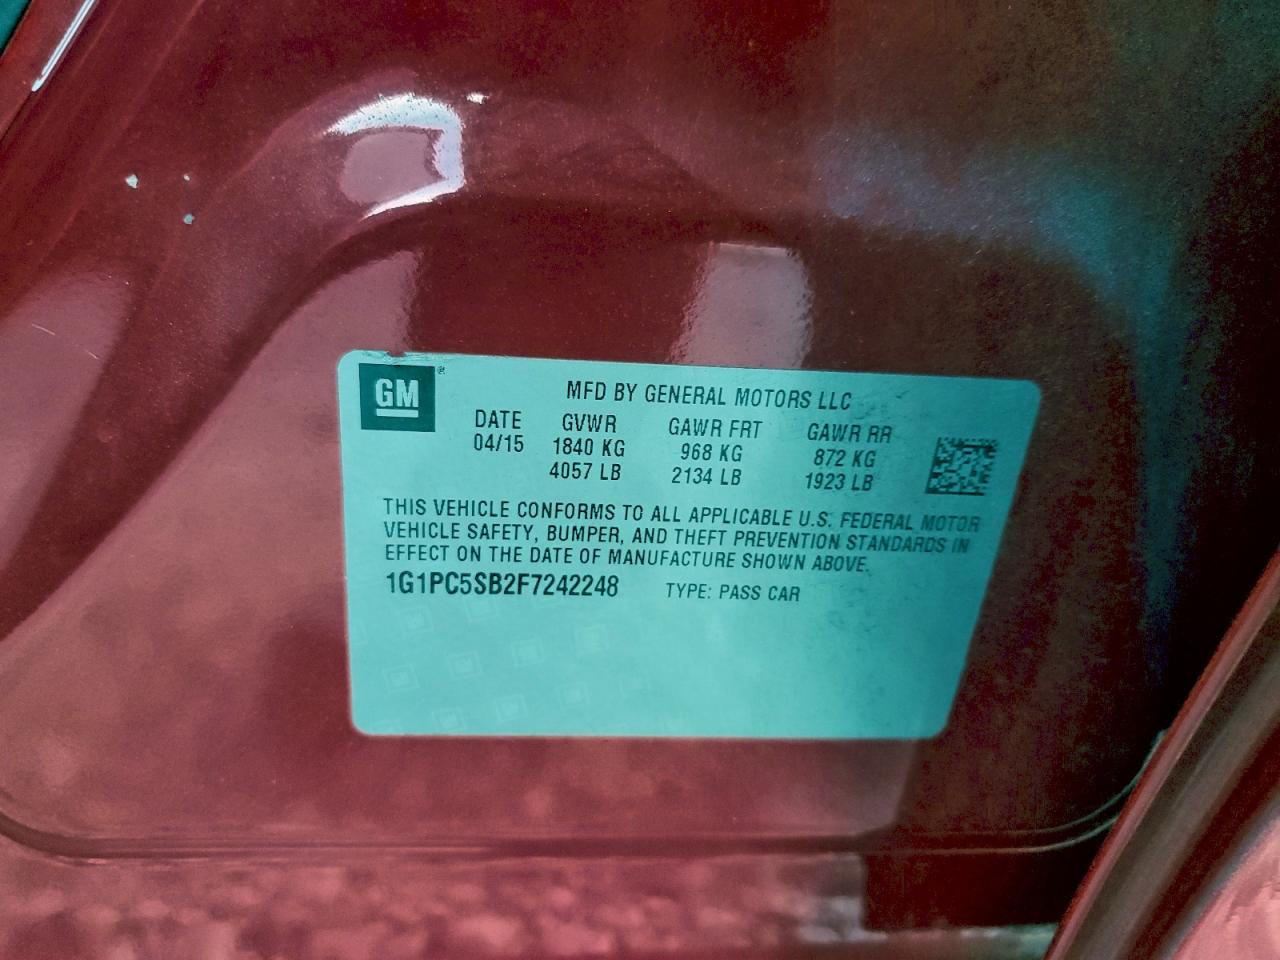 GM®
MFD BY GENERAL MOTORS LLC
DATE GVWR GAWR FRT GAWR RR
04/15 1840 KG 968 KG 872 KG
4057 LB 2134 LB 1923 LB
THIS VEHICLE CONFORMS TO ALL APPLICABLE U.S. FEDERAL MOTOR
VEHICLE SAFETY, BUMPER, AND THEFT PREVENTION STANDARDS IN
EFFECT ON THE DATE OF MANUFACTURE SHOWN ABOVE.
1G1PC5SB2F7242248 TYPE: PASS CAR